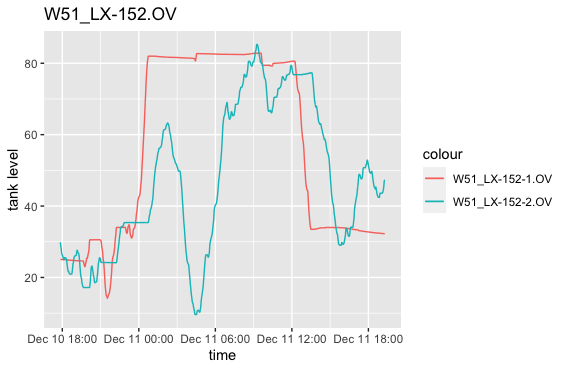 W51_LX-152.OV
80
60
40
20
tank level
Dec 10 18:00 Dec 11 00:00 Dec 11 06:00 Dec 11 12:00 Dec 11 18:00
time
colour
W51_LX-152-1.OV
W51_LX-152-2.OV